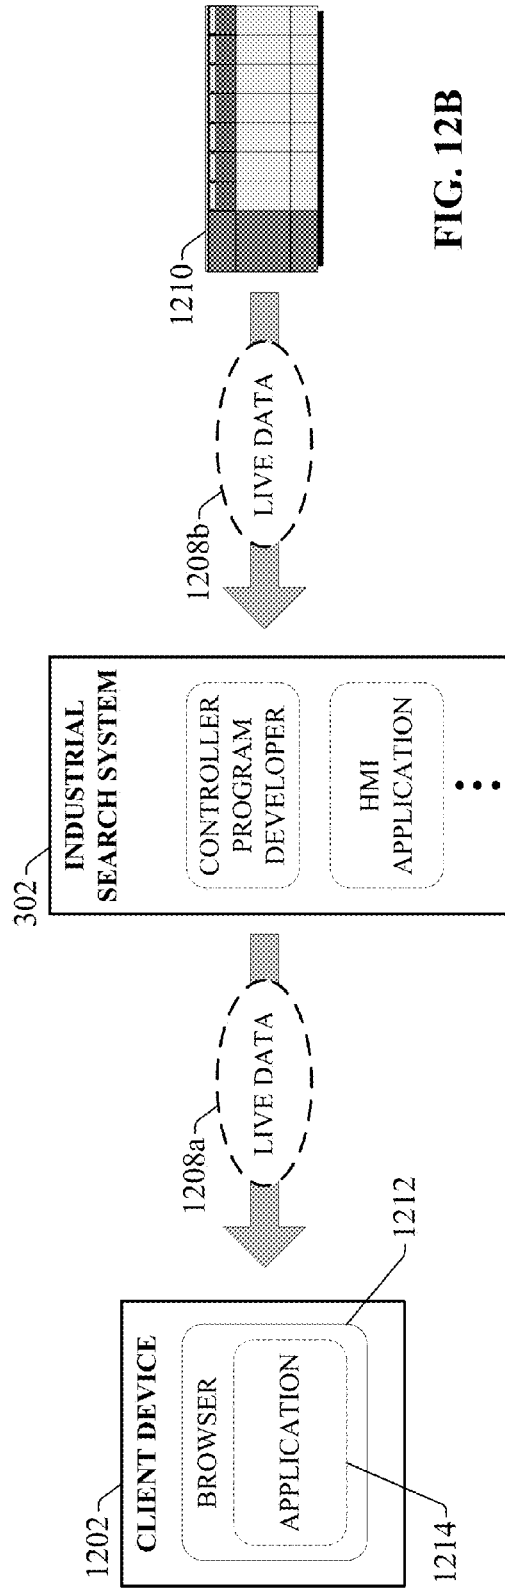 1202
CLIENT DEVICE
BROWSER
APPLICATION
1214
1212
1208a
LIVE DATA
302
INDUSTRIAL
SEARCH SYSTEM
CONTROLLER
PROGRAM
DEVELOPER
HMI
APPLICATION
1208b
LIVE DATA
1210
FIG. 12B